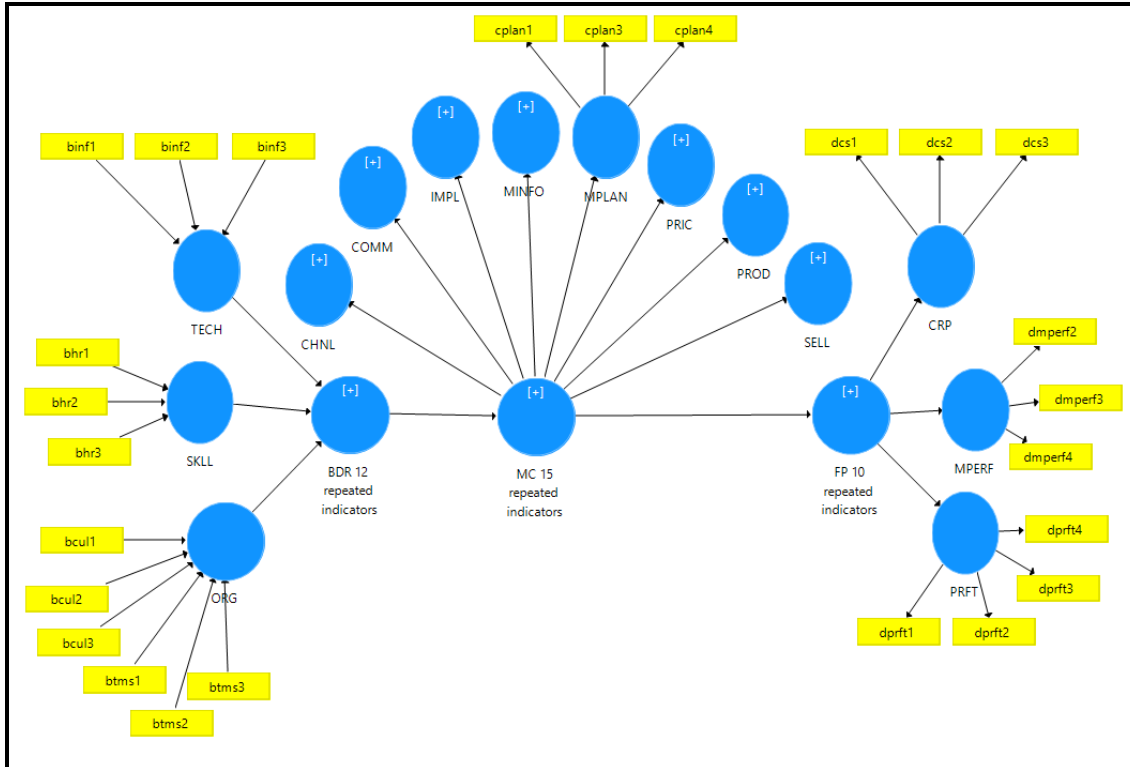 cplan1
cplan3
cplan4
binf1
binf2
binf3
dcs1
dcs2
dcs3
[+]
IMPL
[+]
MINFO
[+]
MPLAN
[+]
PRIC
[+]
COMM
[+]
PROD
[+]
CHNL
[+]
SELL
TECH
CRP
bhr1
bhr2
bhr3
SKLL
[+]
BDR 12
repeated
indicators
[+]
MC 15
repeated
indicators
[+]
FP 10
repeated
indicators
dmperf2
dmperf3
dmperf4
MPERF
bcul1
bcul2
bcul3
btms1
btms2
btms3
ORG
dprft4
dprft3
PRFT
dprft1
dprft2